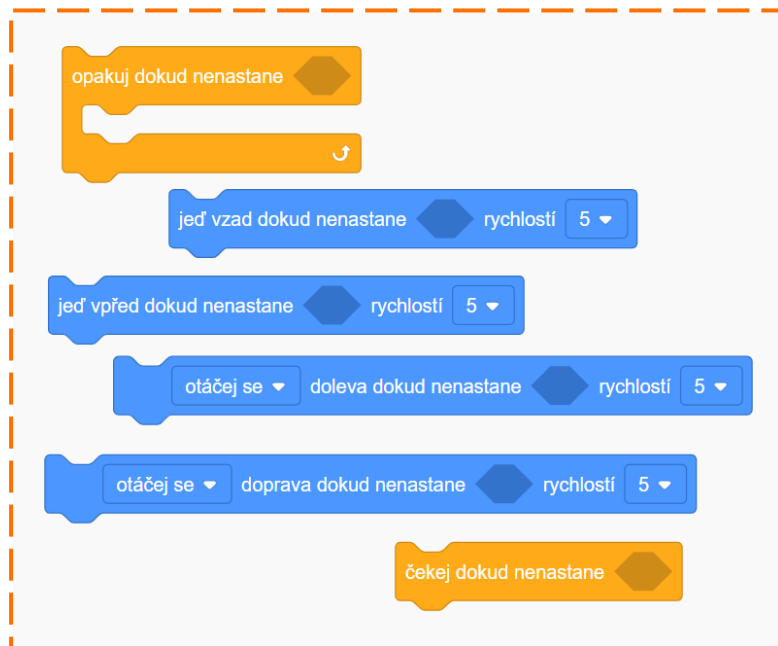 opakuj dokud nenastane
jeď vzad dokud nenastane rychlostí 5
jeď vpřed dokud nenastane rychlostí 5
otáčej se doleva dokud nenastane rychlostí 5
otáčej se doprava dokud nenastane rychlostí 5
čekej dokud nenastane